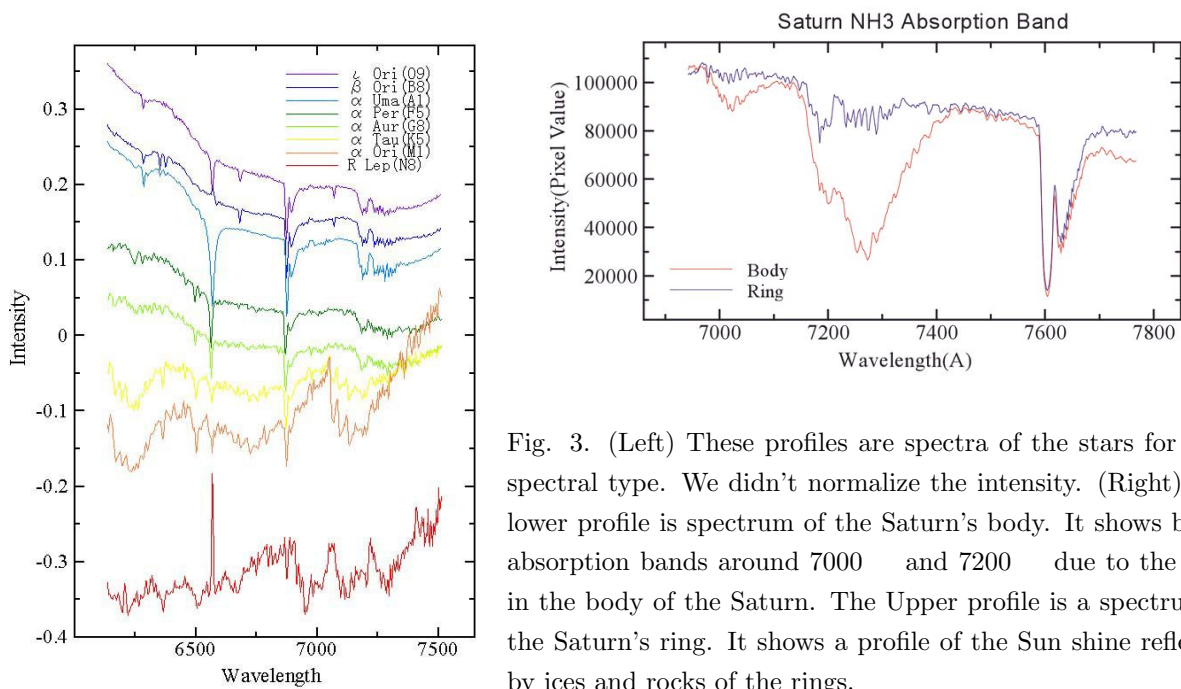 0.3
0.2
0.1
0
-0.1
-0.2
-0.3
-0.4
Intensity
6500
7000
7500
Wavelength
ι Ori(O9)
β Ori(B8)
α Uma(A1)
α Per(F5)
α Aur(G8)
α Tau(K5)
α Ori(M1)
R Lep(N8)
Saturn NH3 Absorption Band
100000
80000
60000
40000
20000
Intensity(Pixel Value)
Body
Ring
7000
7200
7400
7600
7800
Wavelength(A)
Fig. 3. (Left) These profiles are spectra of the stars for
spectral type. We didn't normalize the intensity. (Right)
lower profile is spectrum of the Saturn's body. It shows
absorption bands around 7000 and 7200 due to the
in the body of the Saturn. The Upper profile is a
the Saturn's ring. It shows a profile of the Sun shine
by ices and rocks of the rings.